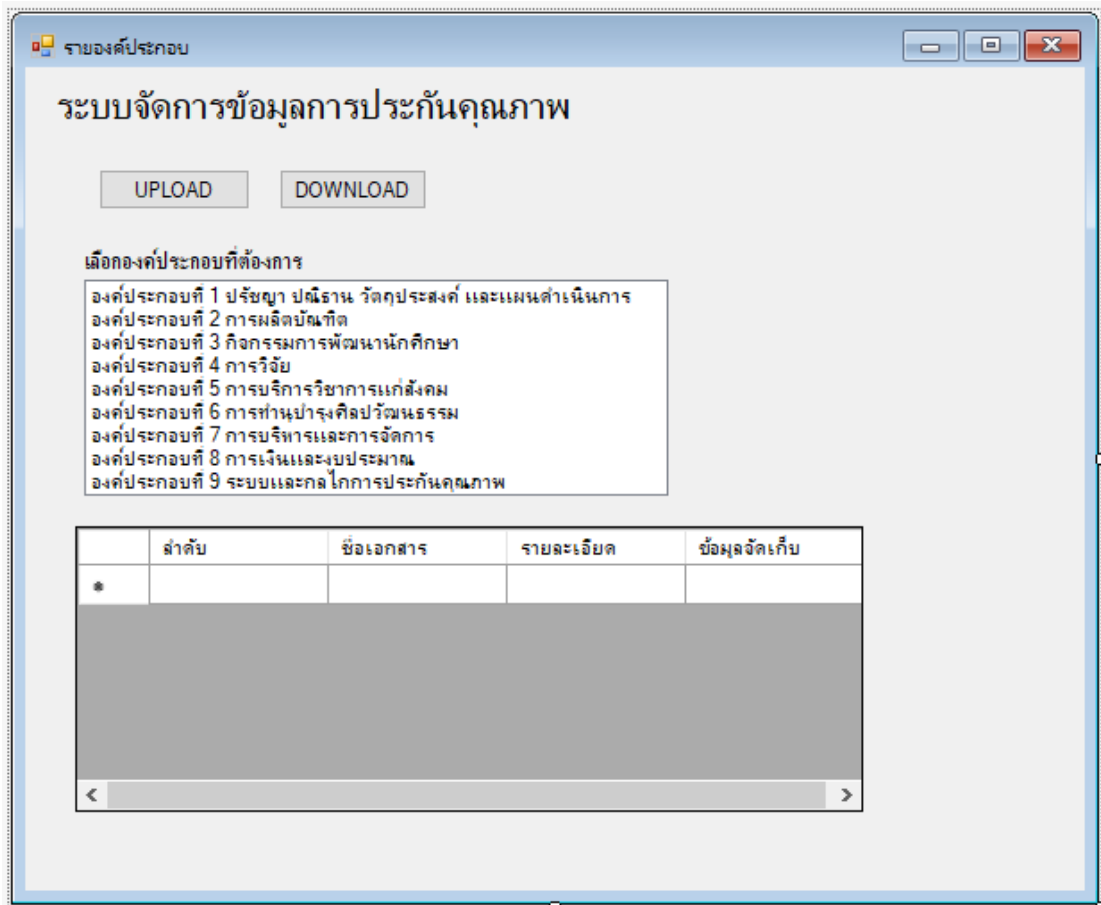 รายองค์ประกอบ
ระบบจัดการข้อมูลการประกันคุณภาพ
UPLOAD DOWNLOAD
เลือกองค์ประกอบที่ต้องการ
องค์ประกอบที่ 1 ปรัชญา ปณิธาน วัตถุประสงค์ และแผนดำเนินการ
องค์ประกอบที่ 2 การผลิตบัณฑิต
องค์ประกอบที่ 3 กิจกรรมการพัฒนานักศึกษา
องค์ประกอบที่ 4 การวิจัย
องค์ประกอบที่ 5 การบริการวิชาการแก่สังคม
องค์ประกอบที่ 6 การทำนุบำรุงศิลปวัฒนธรรม
องค์ประกอบที่ 7 การบริหารและการจัดการ
องค์ประกอบที่ 8 การเงินและงบประมาณ
องค์ประกอบที่ 9 ระบบและกลไกการประกันคุณภาพ
ลำดับ ชื่อเอกสาร รายละเอียด ข้อมูลจัดเก็บ